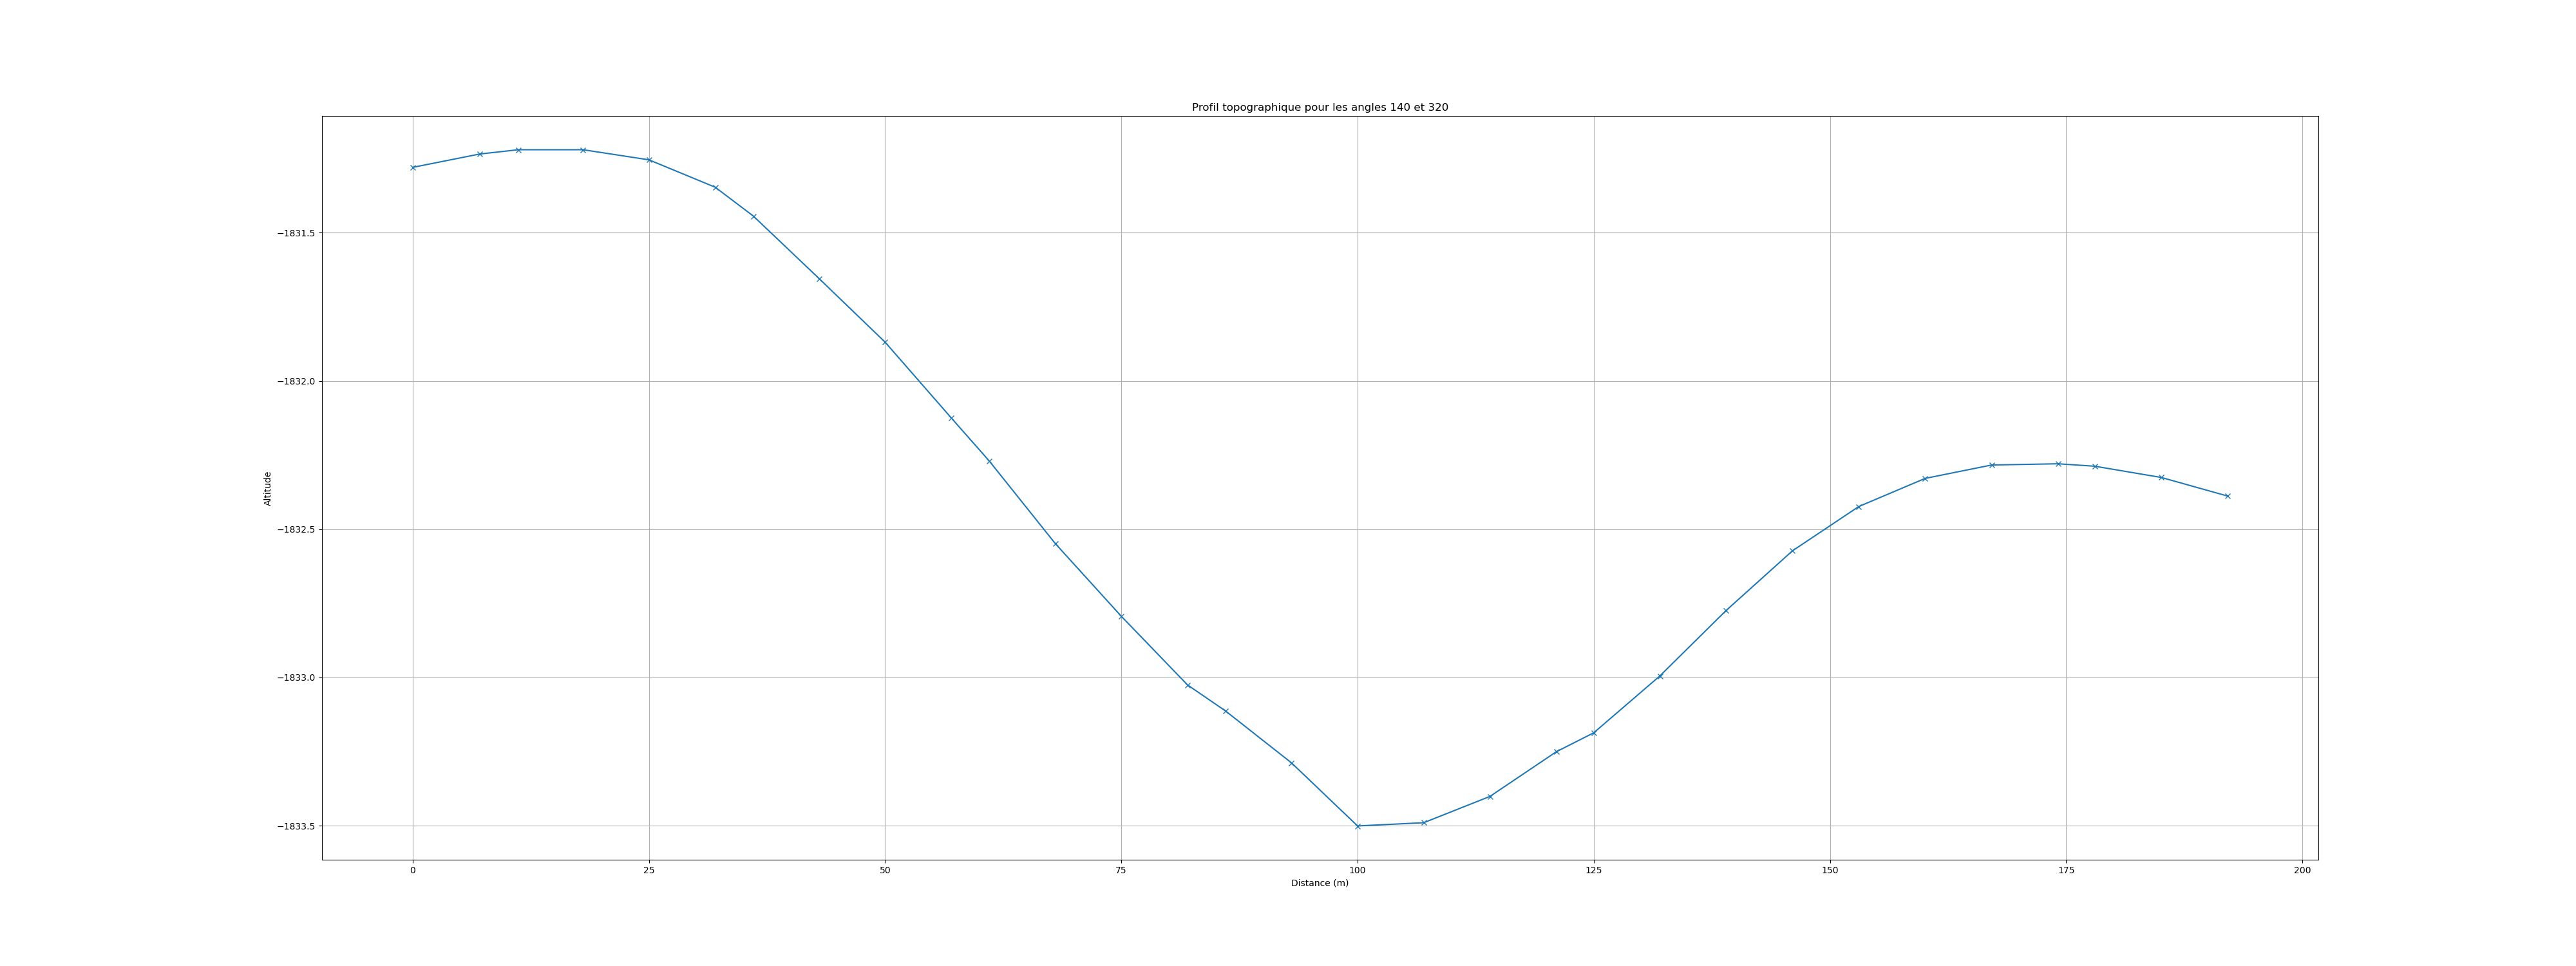 Profil topographique pour les angles 140 et 320
−1831.5
−1832.0
−1832.5
−1833.0
−1833.5
Altitude
0 25 50 75 100 125 150 175 200
Distance (m)